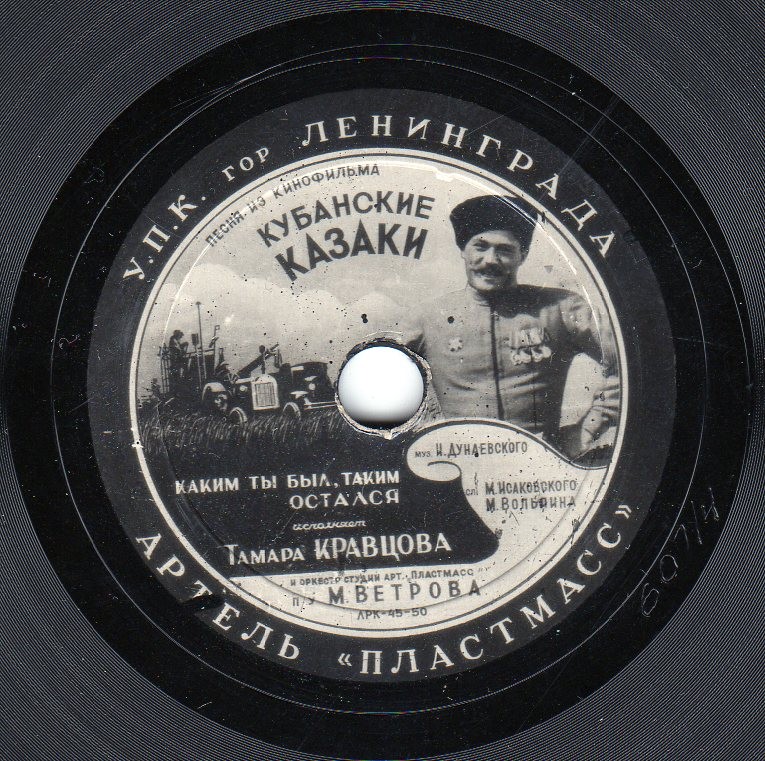 У.П.К. ГОР ЛЕНИНГРАДА
ПЕСНЯ ИЗ КИНОФИЛЬМА
КУБАНСКИЕ
КАЗАКИ
МУЗ. И. ДУНАЕВСКОГО
СЛ. М. ИСАКОВСКОГО
М. ВОЛЬПИНА
КАКИМ ТЫ БЫЛ, ТАКИМ
ОСТАЛСЯ
исполняет
ТАМАРА КРАВЦОВА
И ОРКЕСТР СТУДИИ АРТ. „ПЛАСТМАСС"
П/У М. ВЕТРОВА
ЛРК-45-50
АРТЕЛЬ «ПЛАСТМАСС»